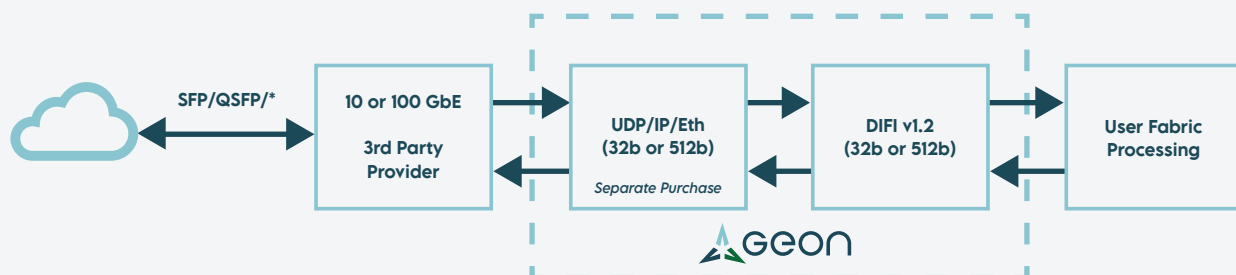 SFP/QSFP/*
10 or 100 GbE
3rd Party
Provider
UDP/IP/Eth
(32b or 512b)
Separate Purchase
DIFI v1.2
(32b or 512b)
User Fabric
Processing
GEON